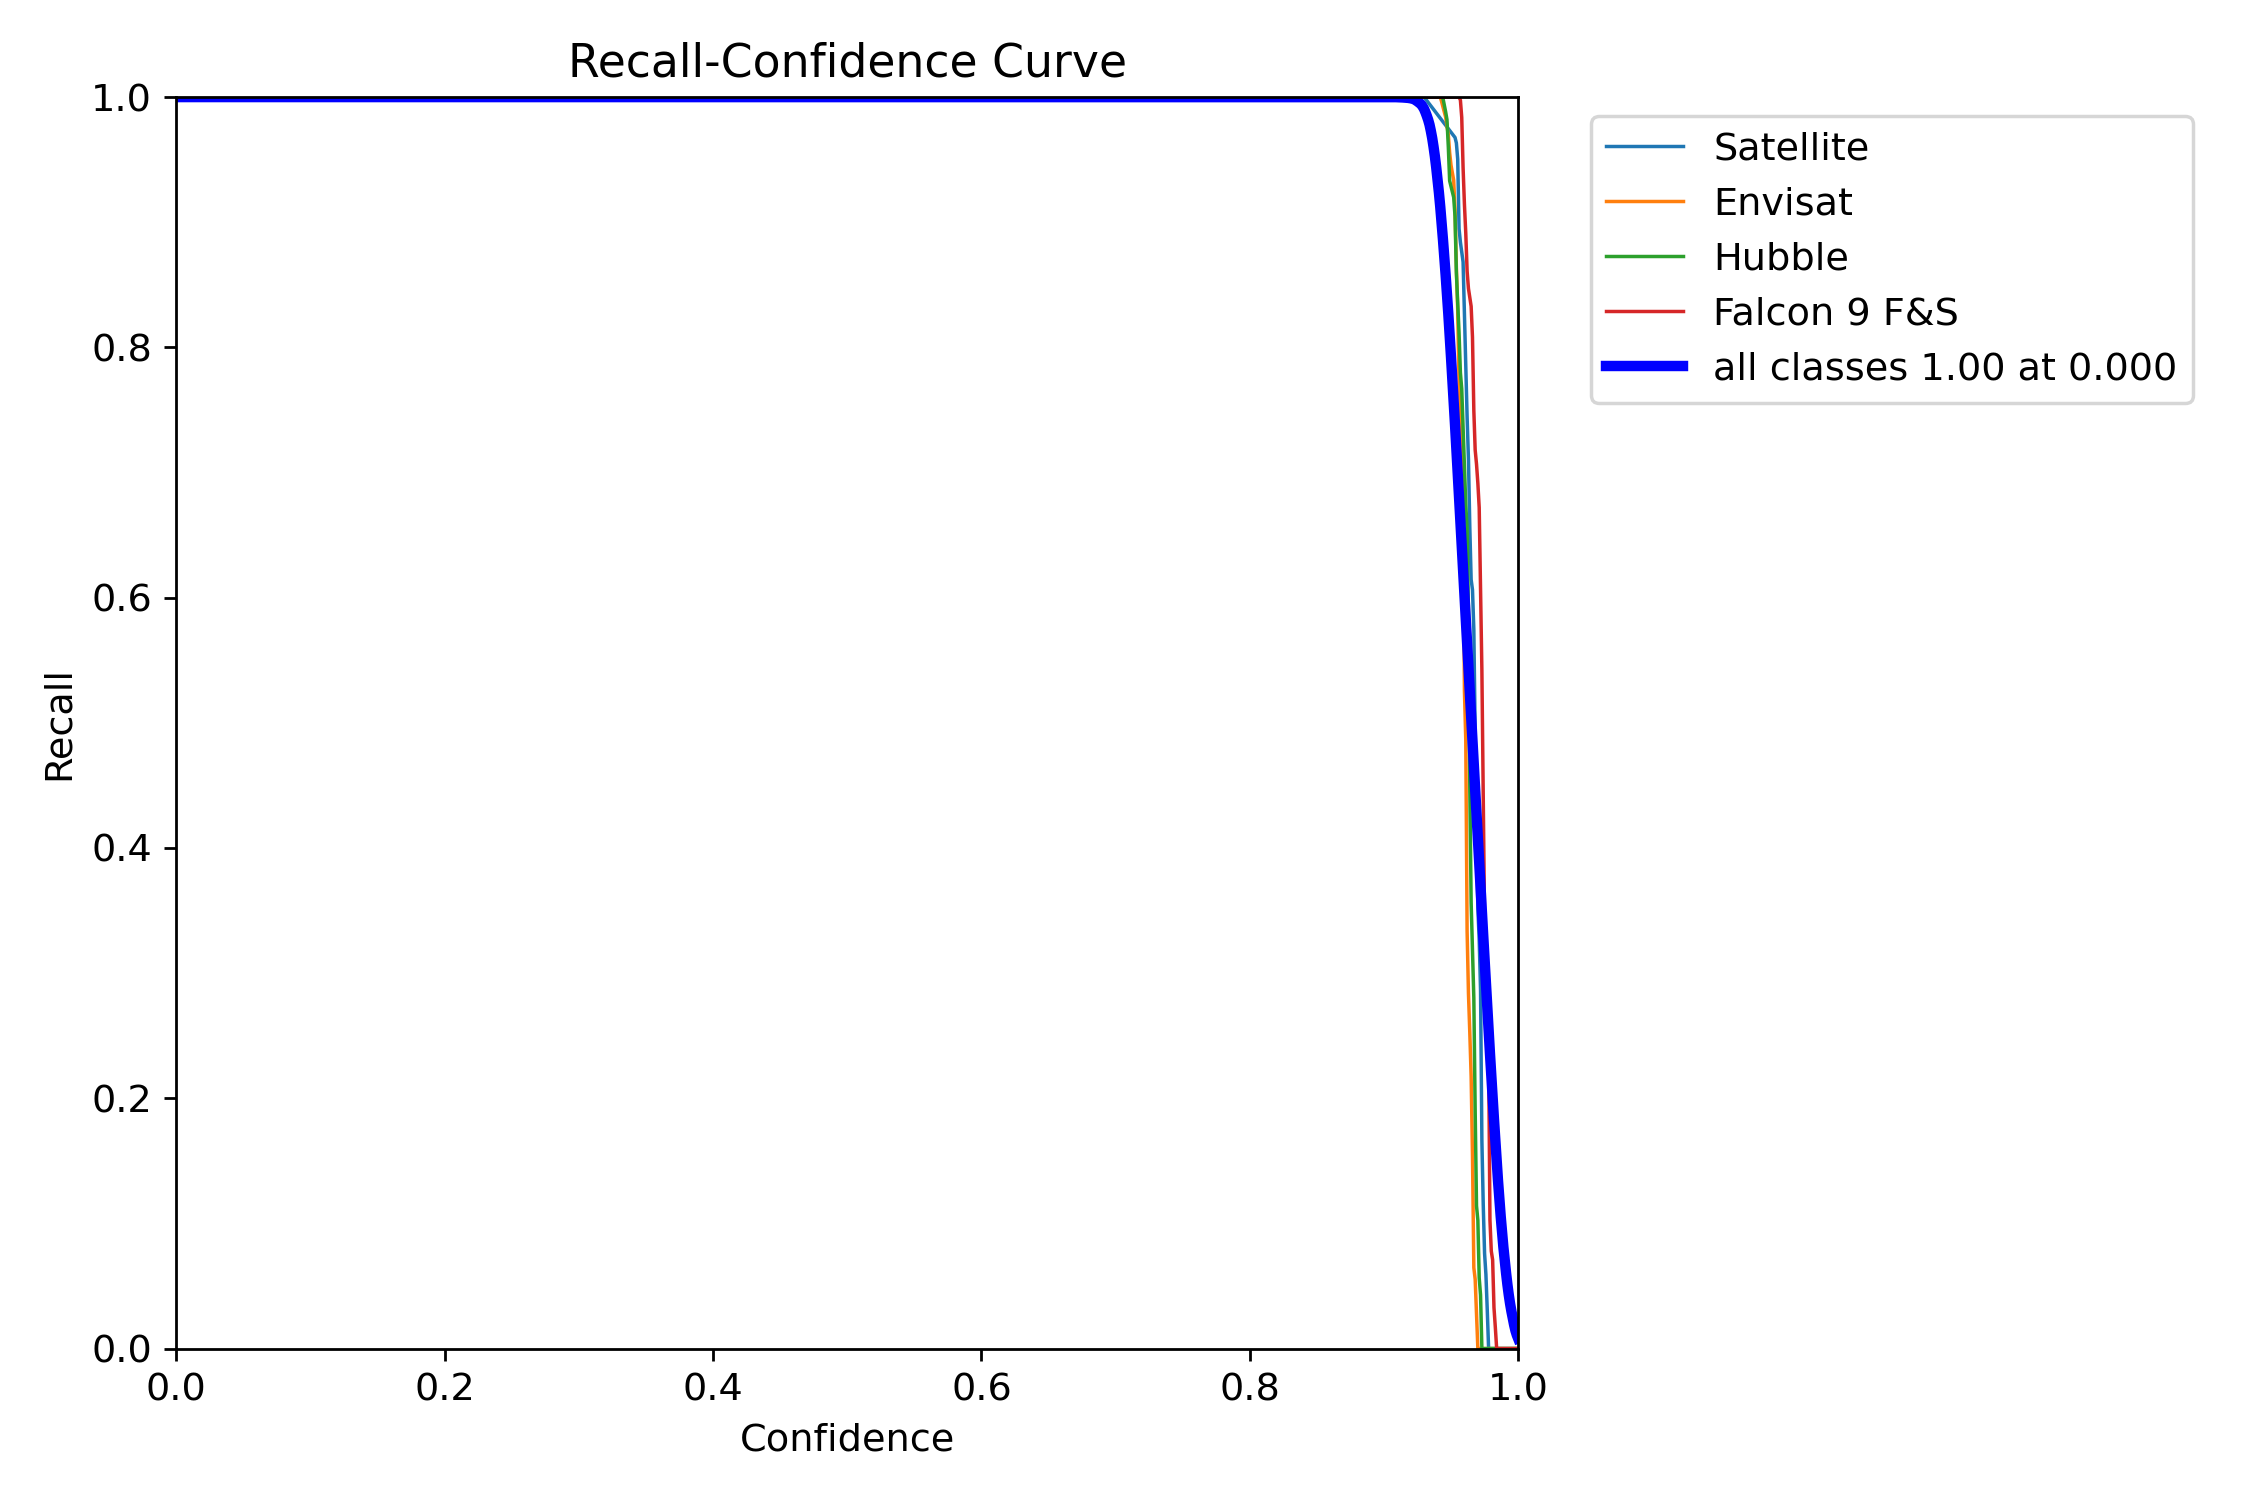 Recall-Confidence Curve
1.0
0.8
0.6
0.4
0.2
0.0
Recall
0.0 0.2 0.4 0.6 0.8 1.0
Confidence
Satellite
Envisat
Hubble
Falcon 9 F&S
all classes 1.00 at 0.000